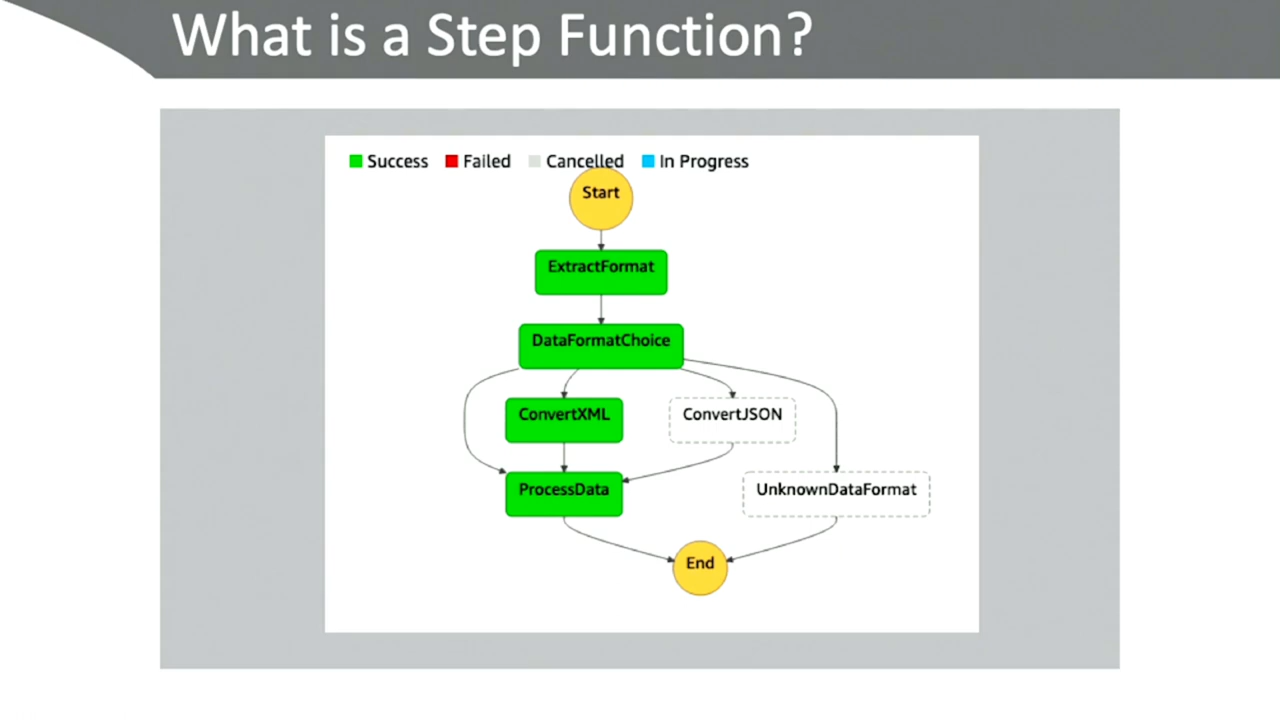 What is a Step Function?
Success Failed Cancelled In Progress
Start
ExtractFormat
DataFormatChoice
ConvertXML ConvertJSON
ProcessData UnknownDataFormat
End